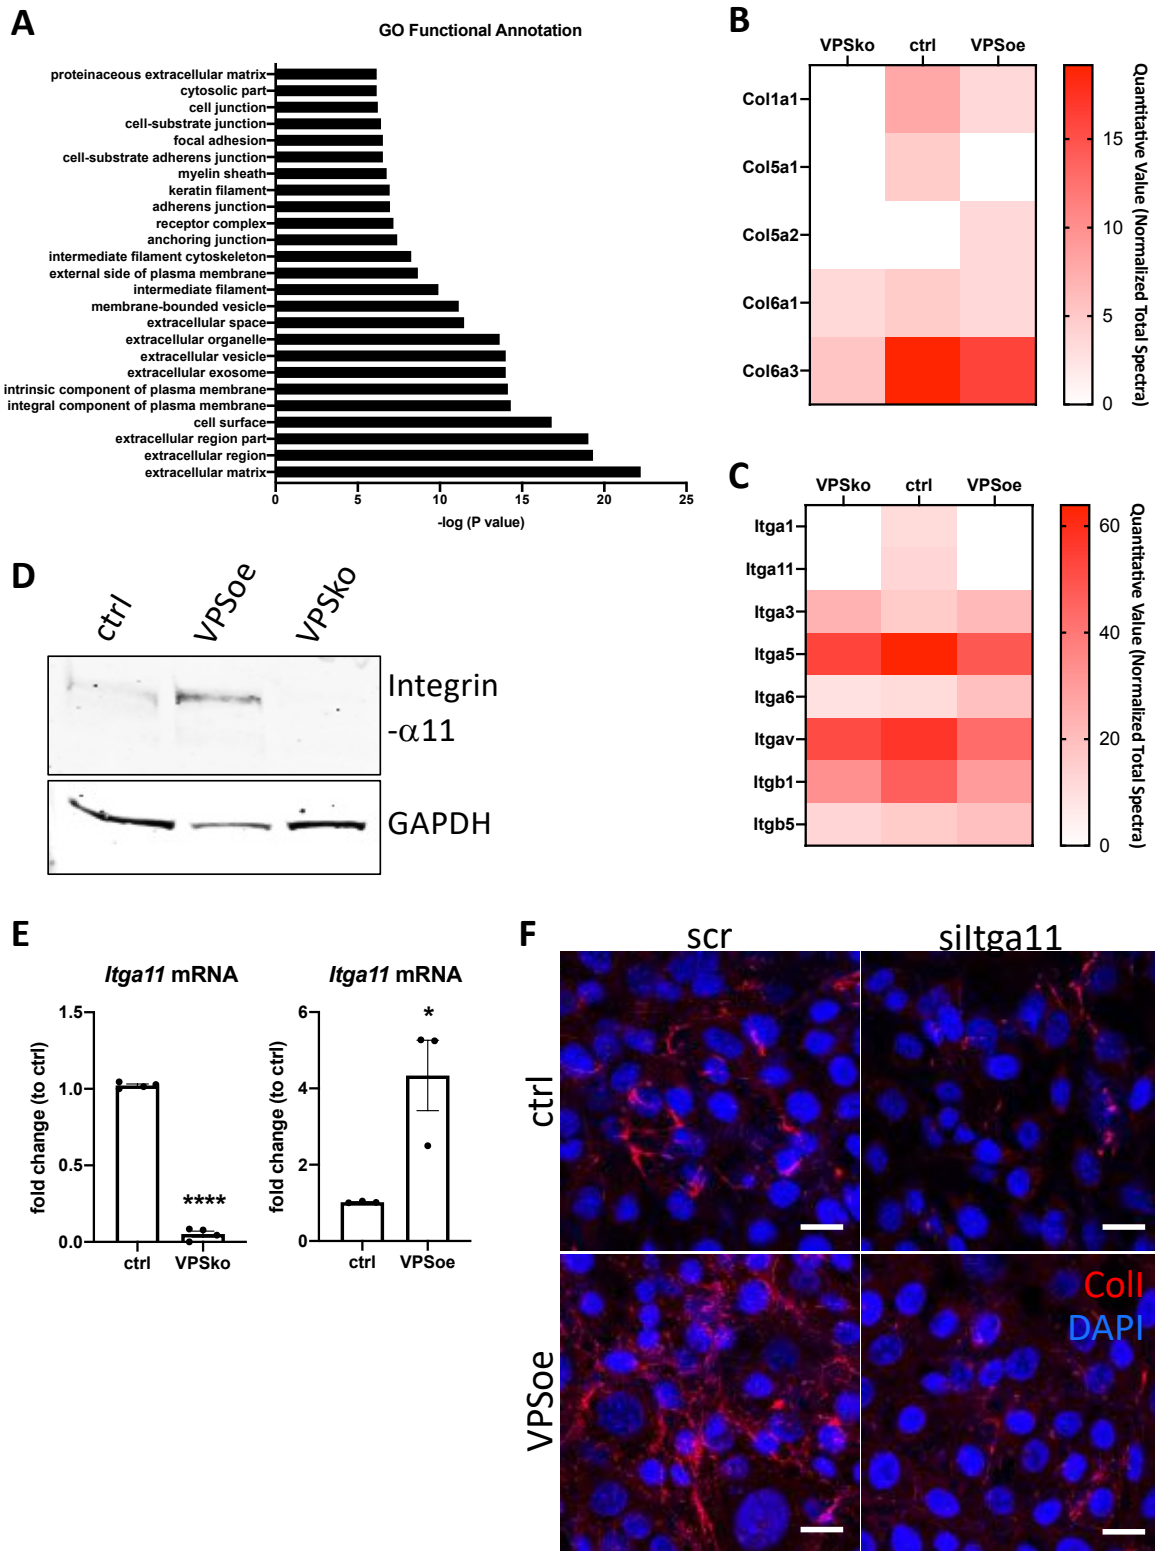 A
GO Functional Annotation
proteinaceous extracellular matrix
cytosolic part
cell junction
cell-substrate junction
focal adhesion
cell-substrate adherens junction
myelin sheath
keratin filament
adherens junction
receptor complex
anchoring junction
intermediate filament cytoskeleton
external side of plasma membrane
intermediate filament
membrane-bounded vesicle
extracellular space
extracellular organelle
extracellular vesicle
extracellular exosome
intrinsic component of plasma membrane
integral component of plasma membrane
cell surface
extracellular region part
extracellular region
extracellular matrix
0 5 10 15 20 25
-log (P value)
B
VPSko ctrl VPSoe
Col1a1
Col5a1
Col5a2
Col6a1
Col6a3
15
10
5
0
Quantitative Value (Normalized Total Spectra)
C
VPSko ctrl VPSoe
Itga1
Itga11
Itga3
Itga5
Itga6
Itgav
Itgb1
Itgb5
60
40
20
0
Quantitative Value (Normalized Total Spectra)
D
ctrl VPSoe VPSko
Integrin
-α11
GAPDH
E
Itga11 mRNA
fold change (to ctrl)
1.5
1.0
0.5
0.0
****
ctrl VPSko
Itga11 mRNA
fold change (to ctrl)
6
4
2
0
*
ctrl VPSoe
F
scr siItga11
ctrl
VPSoe
ColI
DAPI